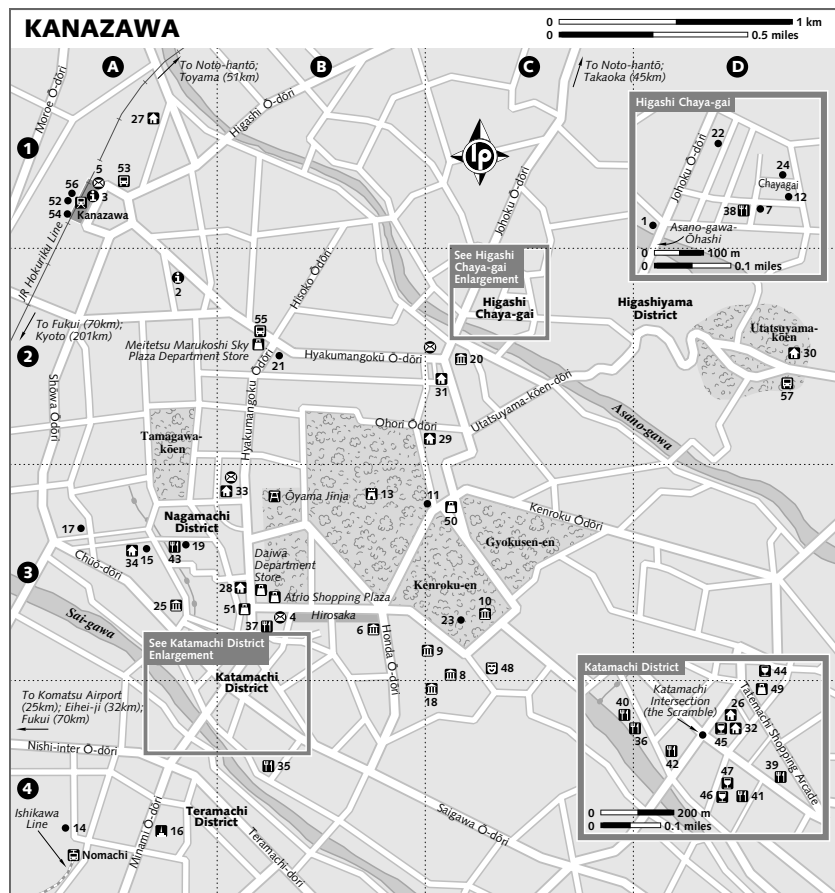 KANAZAWA
0 1 km
0 0.5 miles
A
B
C
D
1
2
3
4
To Noto-hantō;
Toyama (51km)
To Noto-hantō;
Takaoka (45km)
Moroe Ō-dōri
27
Higashi Ō-dōri
lp
Johoku Ō-dōri
5
53
56
52
3
54
Kanazawa
JR Hokuriku Line
Higashi Chaya-gai
22
24
Chayagai
12
38
7
1
Johoku Ō-dōri
Asano-gawa-
Ōhashi
0 100 m
0 0.1 miles
See Higashi
Chaya-gai
Enlargement
Higashi
Chaya-gai
Higashiyama
District
Utatsuyama-
kōen
30
57
2
To Fukui (70km);
Kyoto (201km)
Hisoko Ōdōri
55
Meitetsu Marukoshi Sky
Plaza Department Store
21
Hyakumangoku Ō-dōri
20
31
Utatsuyama-kōen-dōri
Asano-gawa
Shōwa Ōdōri
Hyakumangoku Ōdōri
Tamagawa-
kōen
Ohori Ōdōri
29
33
Ōyama Jinja
13
11
50
Kenroku Ōdōri
Gyokusen-en
17
Nagamachi
District
34
15
43
19
Chūō-dōri
Daiwa
Department
Store
28
Atrio Shopping Plaza
Kenroku-en
10
23
25
51
4
Hirosaka
37
6
Honda Ō-dōri
9
8
48
18
Sai-gawa
See Katamachi District
Enlargement
Katamachi
District
To Komatsu Airport
(25km); Eihei-ji (32km);
Fukui (70km)
Nishi-inter Ō-dōri
35
Ishikawa
Line
14
Nomachi
Minami Ō-dōri
16
Teramachi
District
Teramachi-dōri
Saigawa Ō-dōri
Katamachi District
44
49
Katamachi
Intersection
(the Scramble)
Tatemachi Shopping Arcade
40
36
26
45
32
42
39
47
46
41
0 200 m
0 0.1 miles